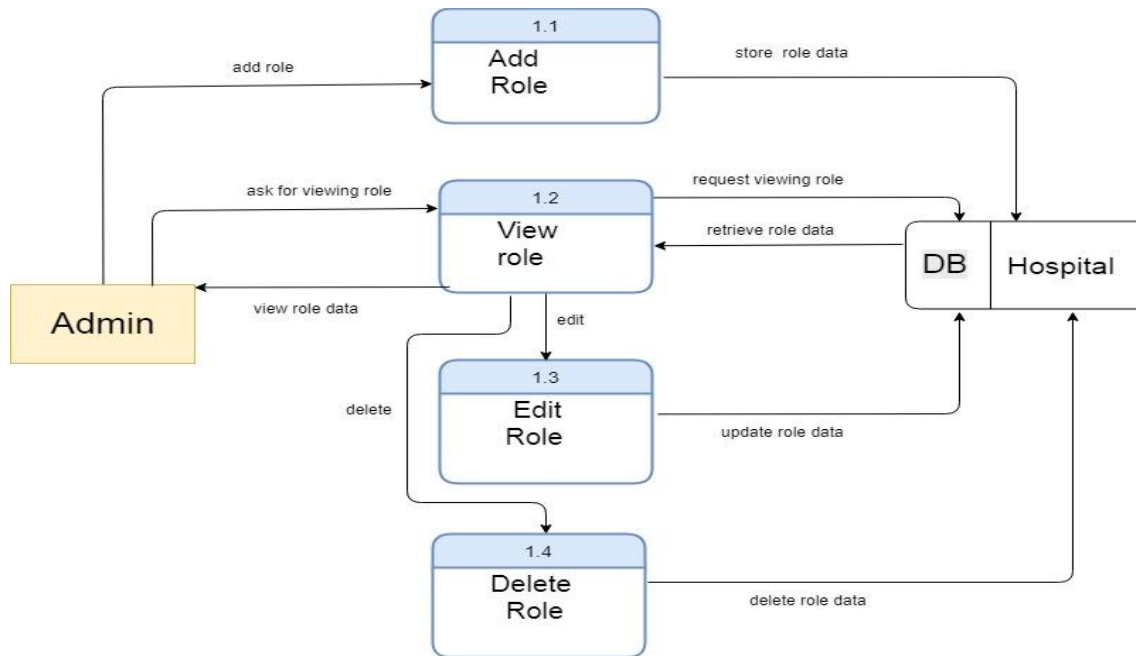 1.1
Add
Role
add role
store  role data
ask for viewing role
1.2
View
role
request viewing role
retrieve role data
DB
Hospital
Admin
view role data
edit
1.3
Edit
Role
delete
update role data
1.4
Delete
Role
delete role data